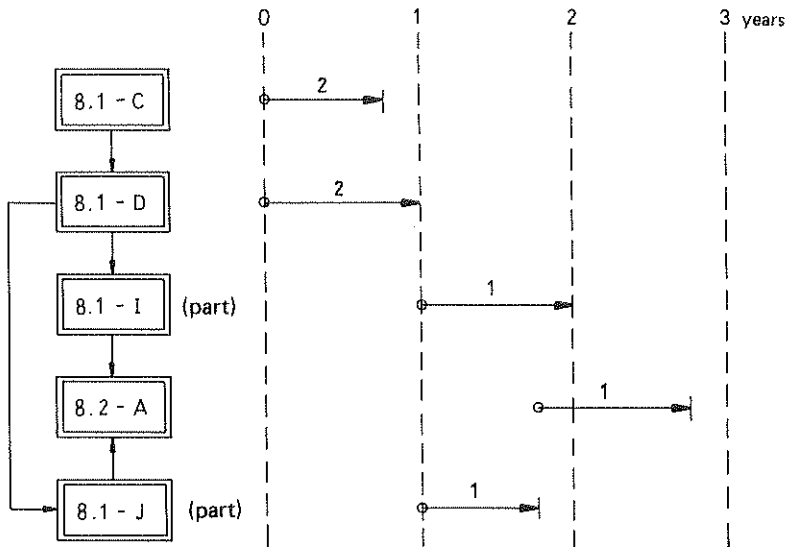 0 1 2 3 years
8.1 - C 2
8.1 - D 2
8.1 - I (part) 1
8.2 - A 1
8.1 - J (part) 1